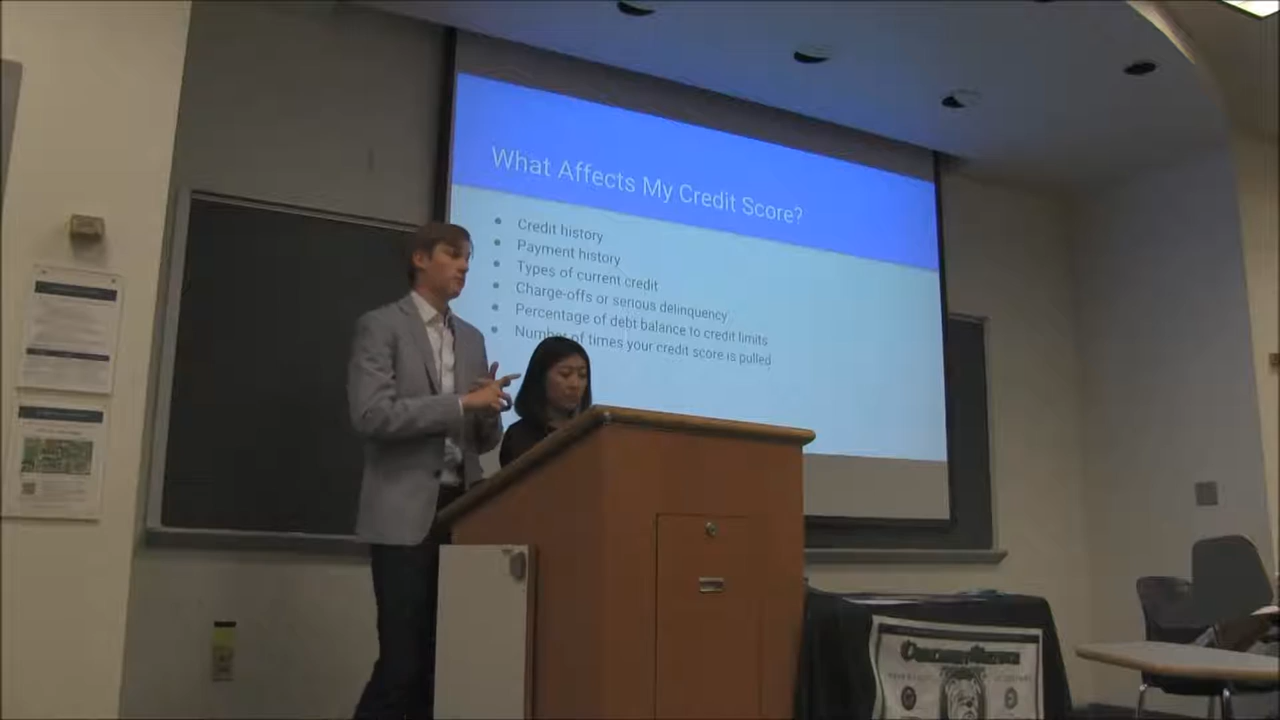 What Affects My Credit Score?
Credit history
Payment history
Types of current credit
Charge-offs or serious delinquency
Percentage of debt balance to credit limits
Number of times your credit score is pulled